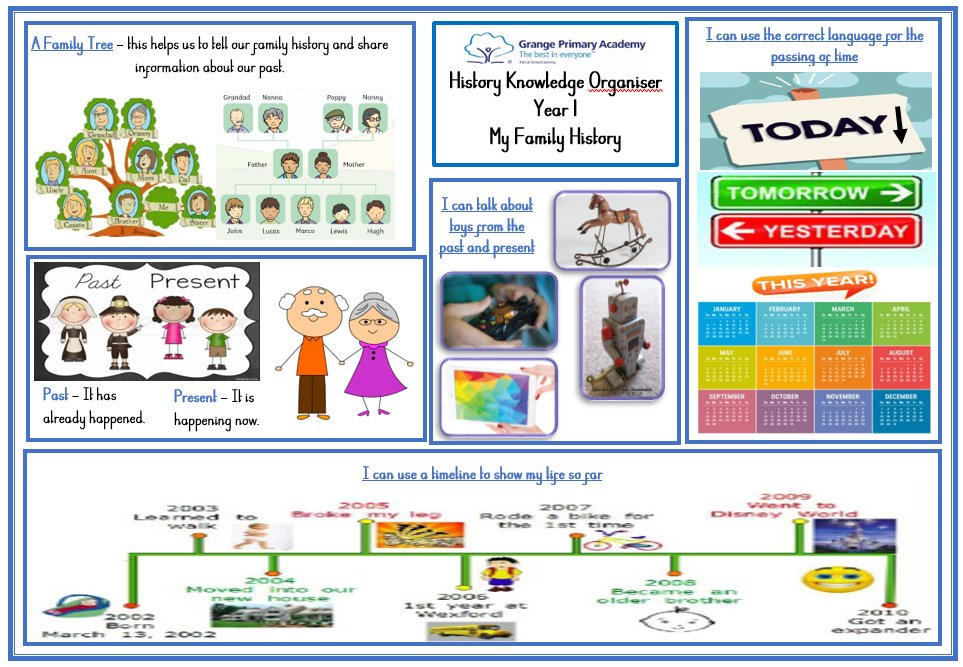 A Family Tree – this helps us to tell our family history and share
information about our past.
Grandad
Granny
Uncle
Aunt
Mom
Dad
Cousin
Brother
Me
Sister
Grandad
Nanna
Poppy
Nanny
Father
Mother
John
Lucas
Marco
Lewis
Hugh
Grange Primary Academy
The best in everyone
Part of United Learning
History Knowledge Organiser
Year 1
My Family History
I can use the correct language for the
passing of time
TODAY
TOMORROW
YESTERDAY
THIS YEAR!
JANUARY
FEBRUARY
MARCH
APRIL
MAY
JUNE
JULY
AUGUST
SEPTEMBER
OCTOBER
NOVEMBER
DECEMBER
I can talk about
toys from the
past and present
Past
Present
Past – It has
already happened.
Present – It is
happening now.
I can use a timeline to show my life so far
2002
Born
March 13, 2002
2003
Learned to
walk
2004
Moved into our
new house
2005
Broke my leg
2006
1st year at
Wexford
2007
Rode a bike for
the 1st time
2008
Became an
older brother
2009
Went to
Disney World
2010
Got an
expander